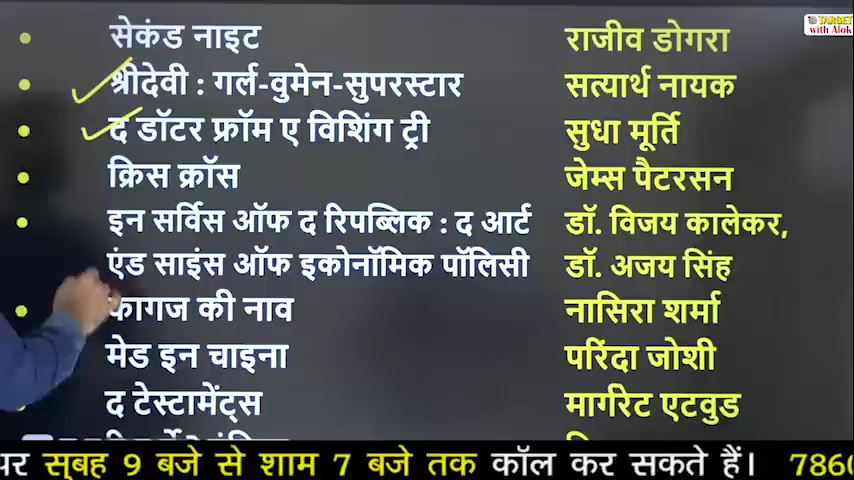 TARGET
with Alok
सेकंड नाइट राजीव डोगरा
श्रीदेवी : गर्ल-वुमेन-सुपरस्टार सत्यार्थ नायक
द डॉटर फ्रॉम ए विशिंग ट्री सुधा मूर्ति
क्रिस क्रॉस जेम्स पैटरसन
इन सर्विस ऑफ द रिपब्लिक : द आर्ट डॉ. विजय कालेकर,
एंड साइंस ऑफ इकोनॉमिक पॉलिसी डॉ. अजय सिंह
कागज की नाव नासिरा शर्मा
मेड इन चाइना परिंदा जोशी
द टेस्टामेंट्स मार्गरेट एटवुड
पर सुबह 9 बजे से शाम 7 बजे तक कॉल कर सकते हैं। 7860